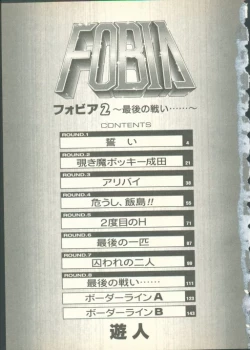 FOBIA
フォビア2 ～最後の戦い……～
CONTENTS
ROUND.1
誓い 4
ROUND.2
覗き魔ポッキー成田 21
ROUND.3
アリバイ 38
ROUND.4
危うし、飯島!! 55
ROUND.5
2度目のH 71
ROUND.6
最後の一匹 87
ROUND.7
囚われの二人 99
ROUND.8
最後の戦い…… 111
ボーダーラインA 123
ボーダーラインB 143
遊人